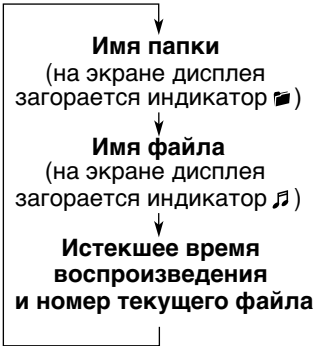 Имя папки
(на экране дисплея
загорается индикатор 📁)
Имя файла
(на экране дисплея
загорается индикатор ♫)
Истекшее время
воспроизведения
и номер текущего файла